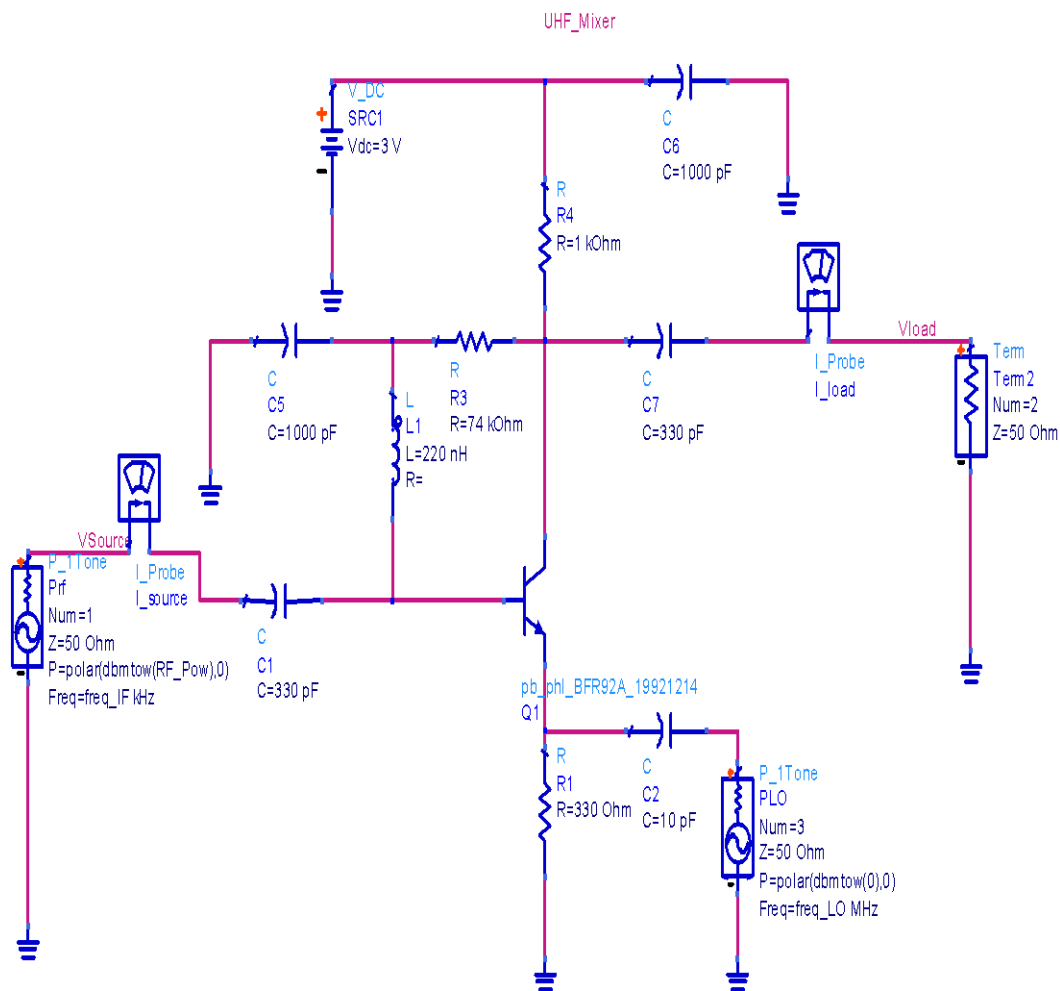 UHF_Mixer
V_DC
SRC1
Vdc=3 V
+
-
C
C6
C=1000 pF
R
R4
R=1 kOhm
C
C5
C=1000 pF
R
R3
R=74 kOhm
L
L1
L=220 nH
R=
C
C7
C=330 pF
I_Probe
I_load
Vload
+
-
Term
Term2
Num=2
Z=50 Ohm
VSource
I_Probe
I_source
+
-
P_1Tone
Prf
Num=1
Z=50 Ohm
P=polar(dbmtow(RF_Pow),0)
Freq=freq_IF kHz
C
C1
C=330 pF
pb_phl_BFR92A_19921214
Q1
R
R1
R=330 Ohm
C
C2
C=10 pF
+
-
P_1Tone
PLO
Num=3
Z=50 Ohm
P=polar(dbmtow(0),0)
Freq=freq_LO MHz